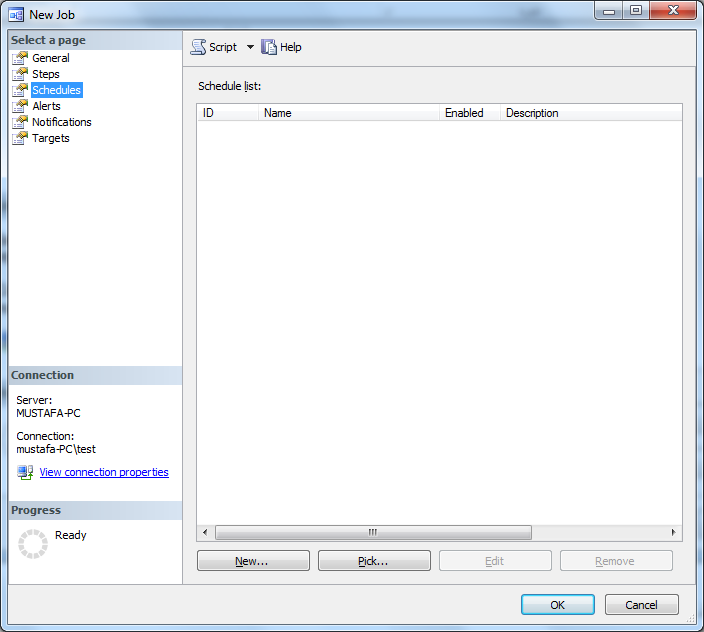 New Job
Select a page
General
Steps
Schedules
Alerts
Notifications
Targets
Script
Help
Schedule list:
ID Name Enabled Description
New... Pick... Edit Remove
Connection
Server:
MUSTAFA-PC
Connection:
mustafa-PC\test
View connection properties
Progress
Ready
OK Cancel